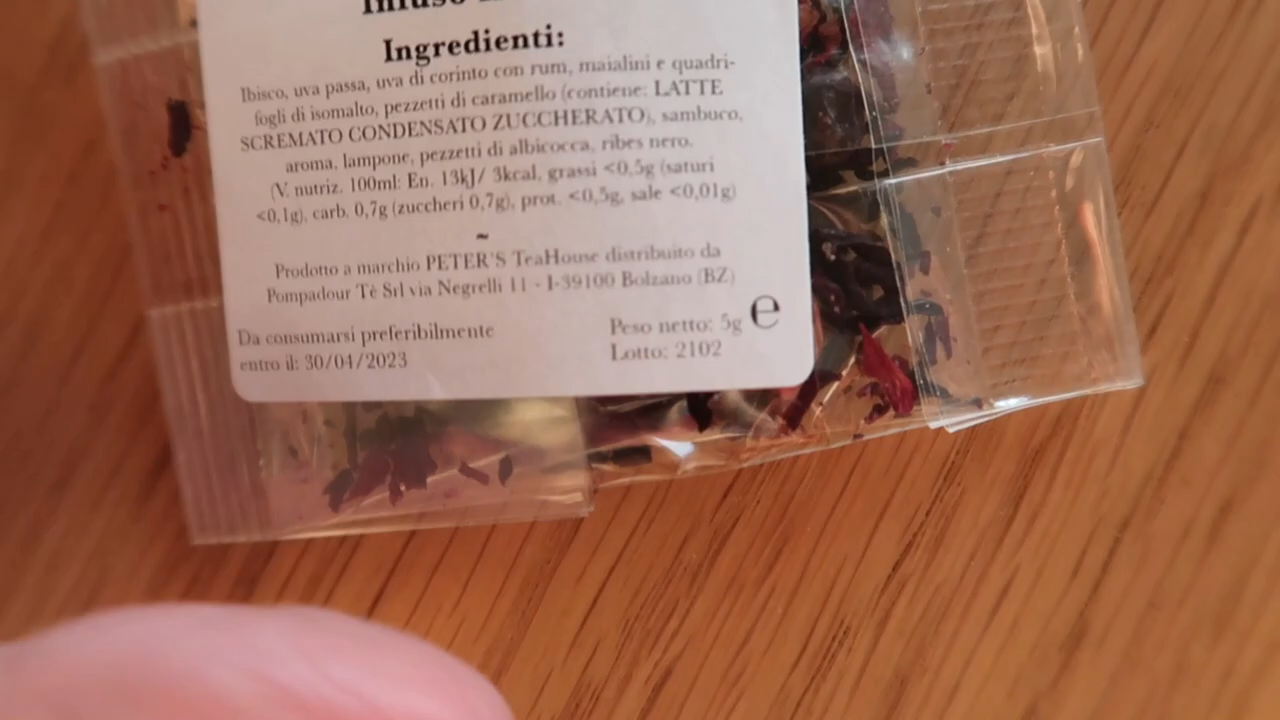 Infuso
Ingredienti:
Ibisco, uva passa, uva di corinto con rum, maialini e quadri-
fogli di isomalto, pezzetti di caramello (contiene: LATTE
SCREMATO CONDENSATO ZUCCHERATO), sambuco,
aroma, lampone, pezzetti di albicocca, ribes nero.
(V. nutriz. 100ml: En. 13kJ/ 3kcal, grassi <0,5g (saturi
<0,1g), carb. 0,7g (zuccheri 0,7g), prot. <0,5g, sale <0,01g)
~
Prodotto a marchio PETER'S TeaHouse distribuito da
Pompadour Tè Srl via Negrelli 11 - I-39100 Bolzano (BZ)
Da consumarsi preferibilmente
entro il: 30/04/2023
Peso netto: 5g e
Lotto: 2102